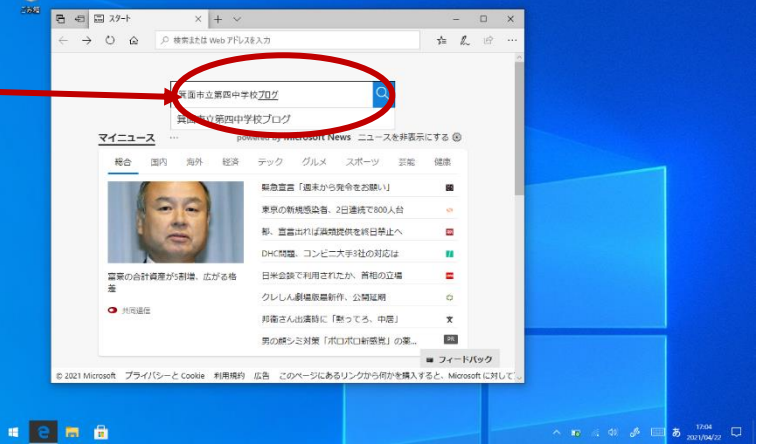 ごみ箱
スタート
検索または Web アドレスを入力
箕面市立第四中学校ブログ
箕面市立第四中学校ブログ
マイニュース ... powered by Microsoft News ニュースを非表示にする
総合 国内 海外 経済 テック グルメ スポーツ 芸能 健康
緊急宣言「週末から発令をお願い」
東京の新規感染者、2日連続で800人台
都、宣言出れば酒類提供を終日禁止へ
DHC問題、コンビニ大手3社の対応は
富豪の合計資産が5割増、広がる格差
日米会談で利用されたか、首相の立場
クレしん劇場版最新作、公開延期
共同通信
邦衛さん出演時に「黙ってろ、中居」
男の顔シミ対策「ポロポロ新感覚」の薬...
PR
フィードバック
© 2021 Microsoft プライバシーと Cookie 利用規約 広告 このページにあるリンクから何かを購入すると、Microsoft に対して
あ
17:04
2021/04/22